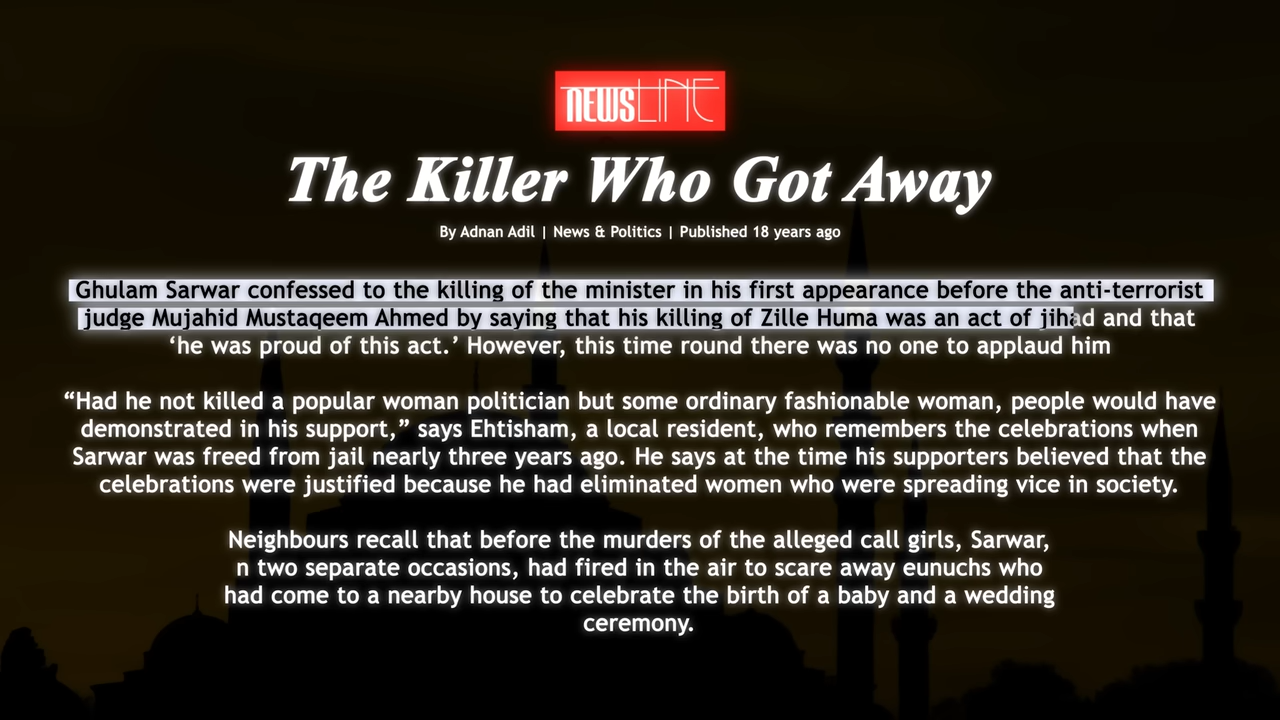 NEWSLINE
The Killer Who Got Away
By Adnan Adil | News & Politics | Published 18 years ago
Ghulam Sarwar confessed to the killing of the minister in his first appearance before the anti-terrorist
judge Mujahid Mustaqeem Ahmed by saying that his killing of Zille Huma was an act of jihad and that
‘he was proud of this act.’ However, this time round there was no one to applaud him
“Had he not killed a popular woman politician but some ordinary fashionable woman, people would have
demonstrated in his support,” says Ehtisham, a local resident, who remembers the celebrations when
Sarwar was freed from jail nearly three years ago. He says at the time his supporters believed that the
celebrations were justified because he had eliminated women who were spreading vice in society.
Neighbours recall that before the murders of the alleged call girls, Sarwar,
n two separate occasions, had fired in the air to scare away eunuchs who
had come to a nearby house to celebrate the birth of a baby and a wedding
ceremony.